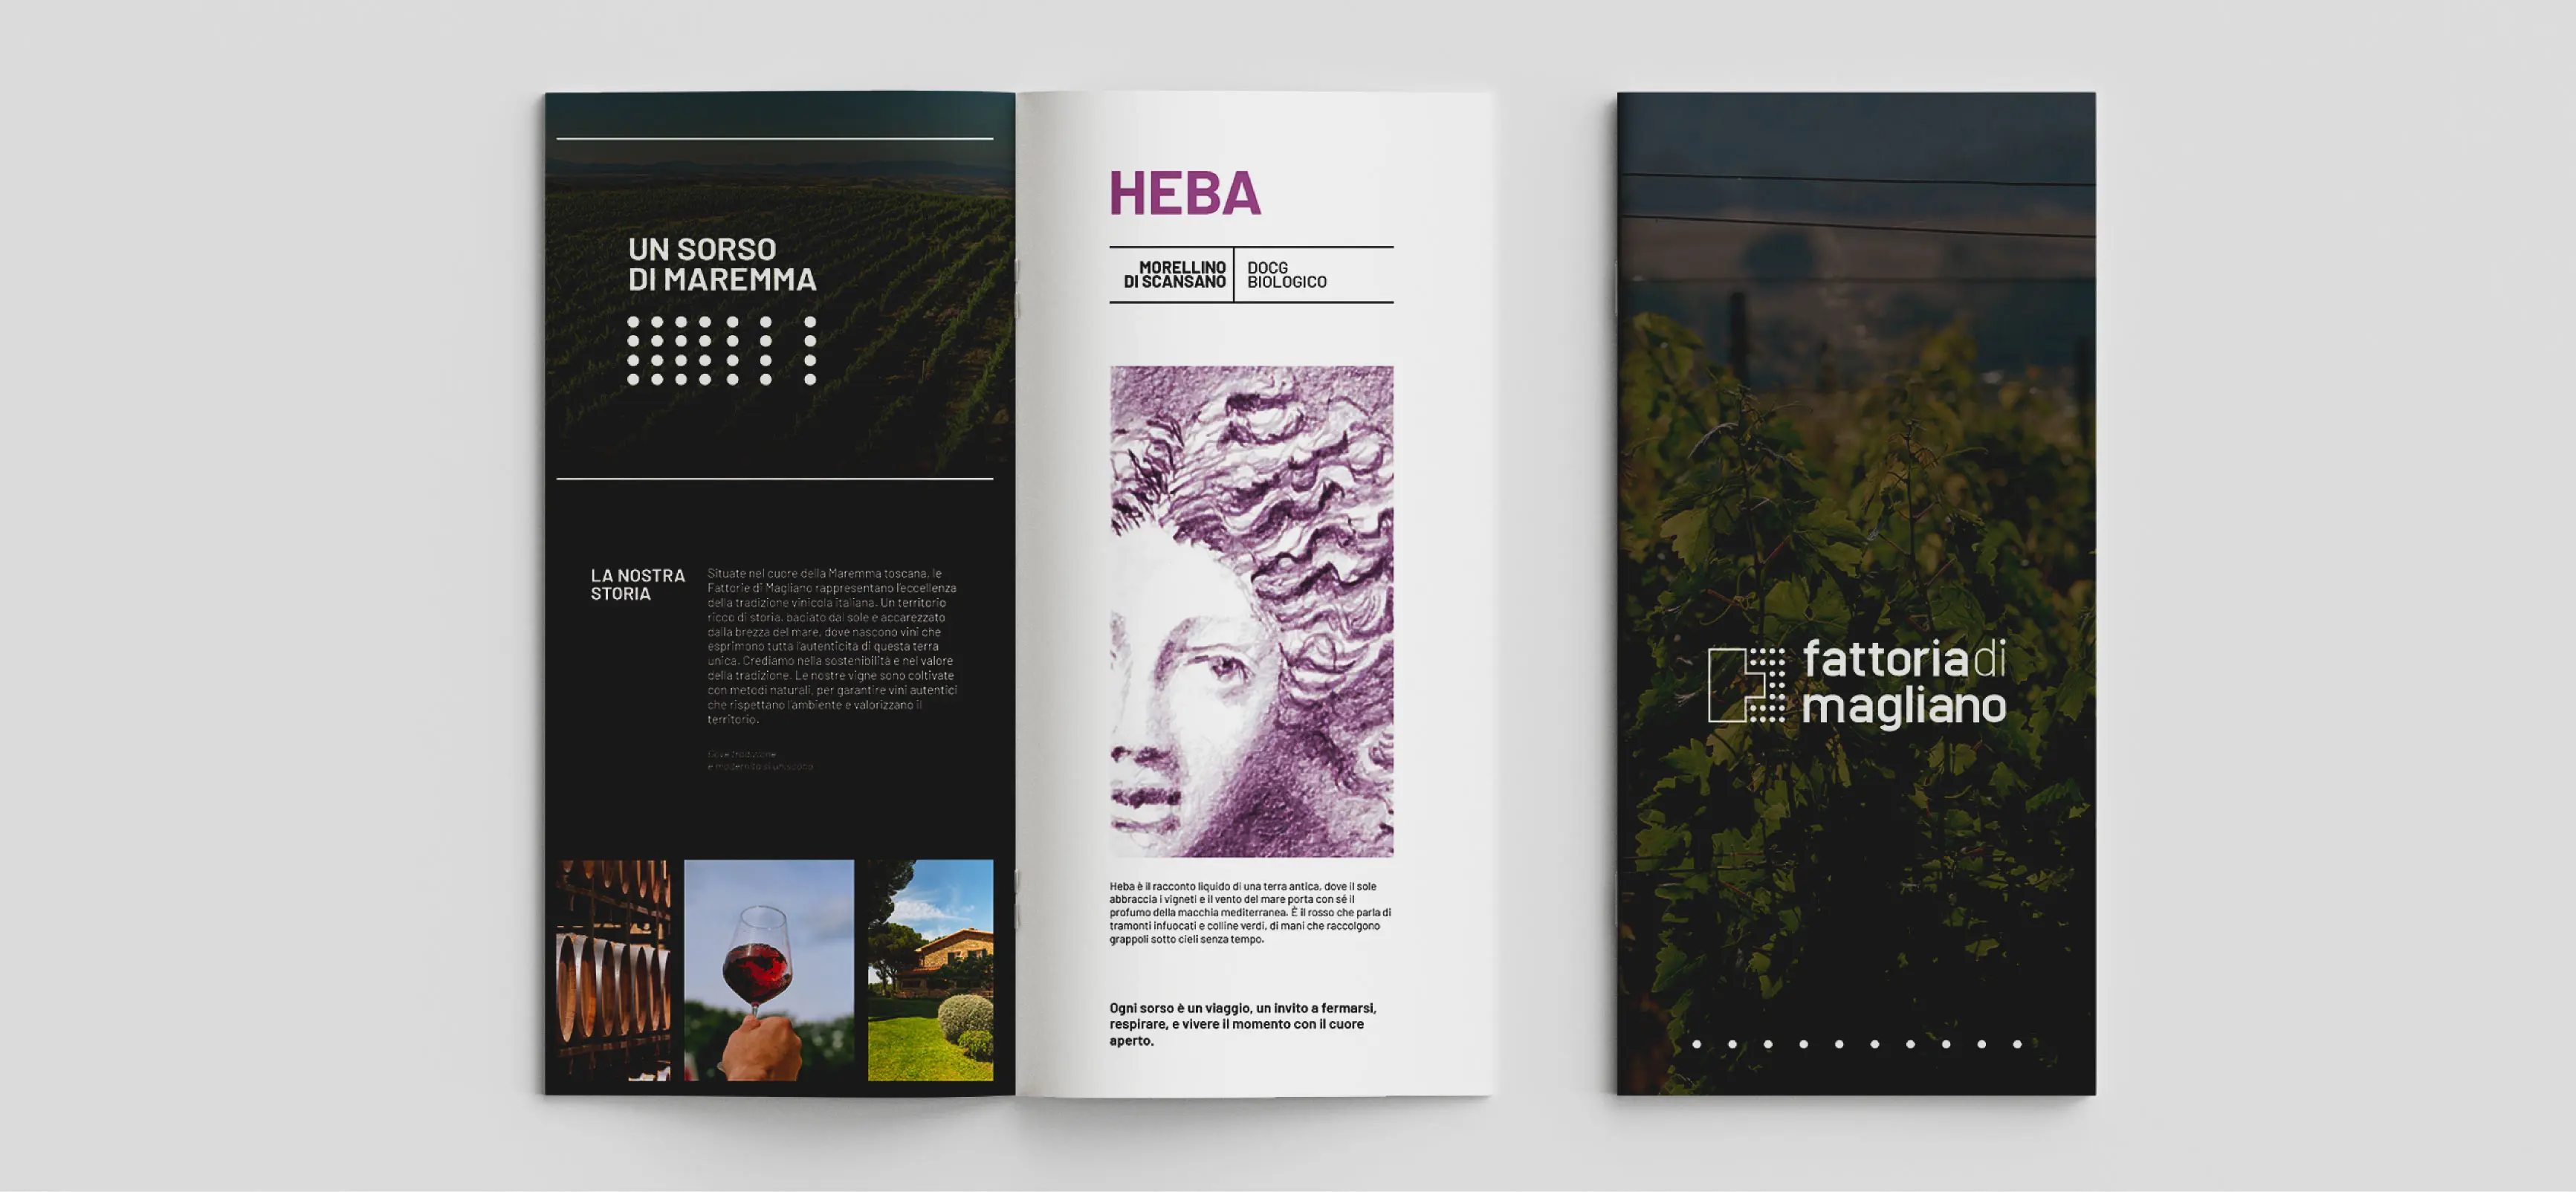 UN SORSO
DI MAREMMA
LA NOSTRA
STORIA
Situate nel cuore della Maremma toscana, le
Fattorie di Magliano rappresentano l'eccellenza
della tradizione vinicola italiana. Un territorio
ricco di storia, baciato dal sole e accarezzato
dalla brezza del mare, dove nascono vini che
esprimono tutta l'autenticità di questa terra
unica. Crediamo nella sostenibilità e nel valore
della tradizione. Le nostre vigne sono coltivate
con metodi naturali, per garantire vini autentici
che rispettano l'ambiente e valorizzano il
territorio.
HEBA
MORELLINO
DI SCANSANO
DOCG
BIOLOGICO
Heba è il racconto liquido di una terra antica, dove il sole
abbraccia i vigneti e il vento del mare porta con sé il
profumo della macchia mediterranea. È il rosso che parla di
tramonti infuocati e colline verdi, di mani che raccolgono
grappoli sotto cieli senza tempo.
Ogni sorso è un viaggio, un invito a fermarsi,
respirare, e vivere il momento con il cuore
aperto.
fattoria di
magliano